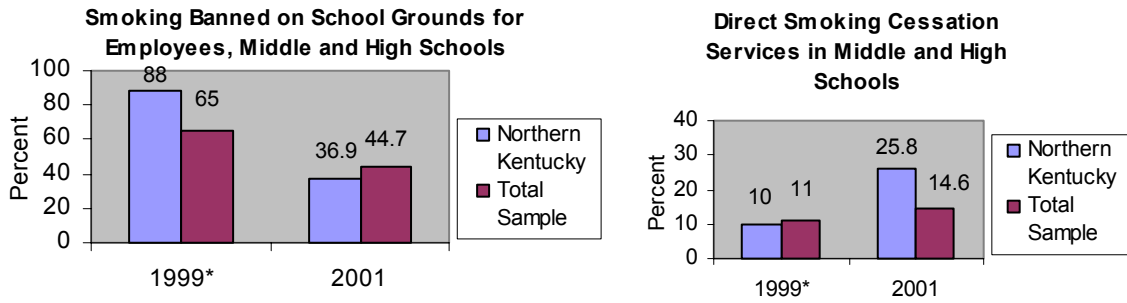 Smoking Banned on School Grounds for
Employees, Middle and High Schools
Percent
100
80
60
40
20
0
88
65
36.9
44.7
1999*
2001
Northern
Kentucky
Total
Sample
Direct Smoking Cessation
Services in Middle and High
Schools
Percent
40
30
20
10
0
10
11
25.8
14.6
1999*
2001
Northern
Kentucky
Total
Sample